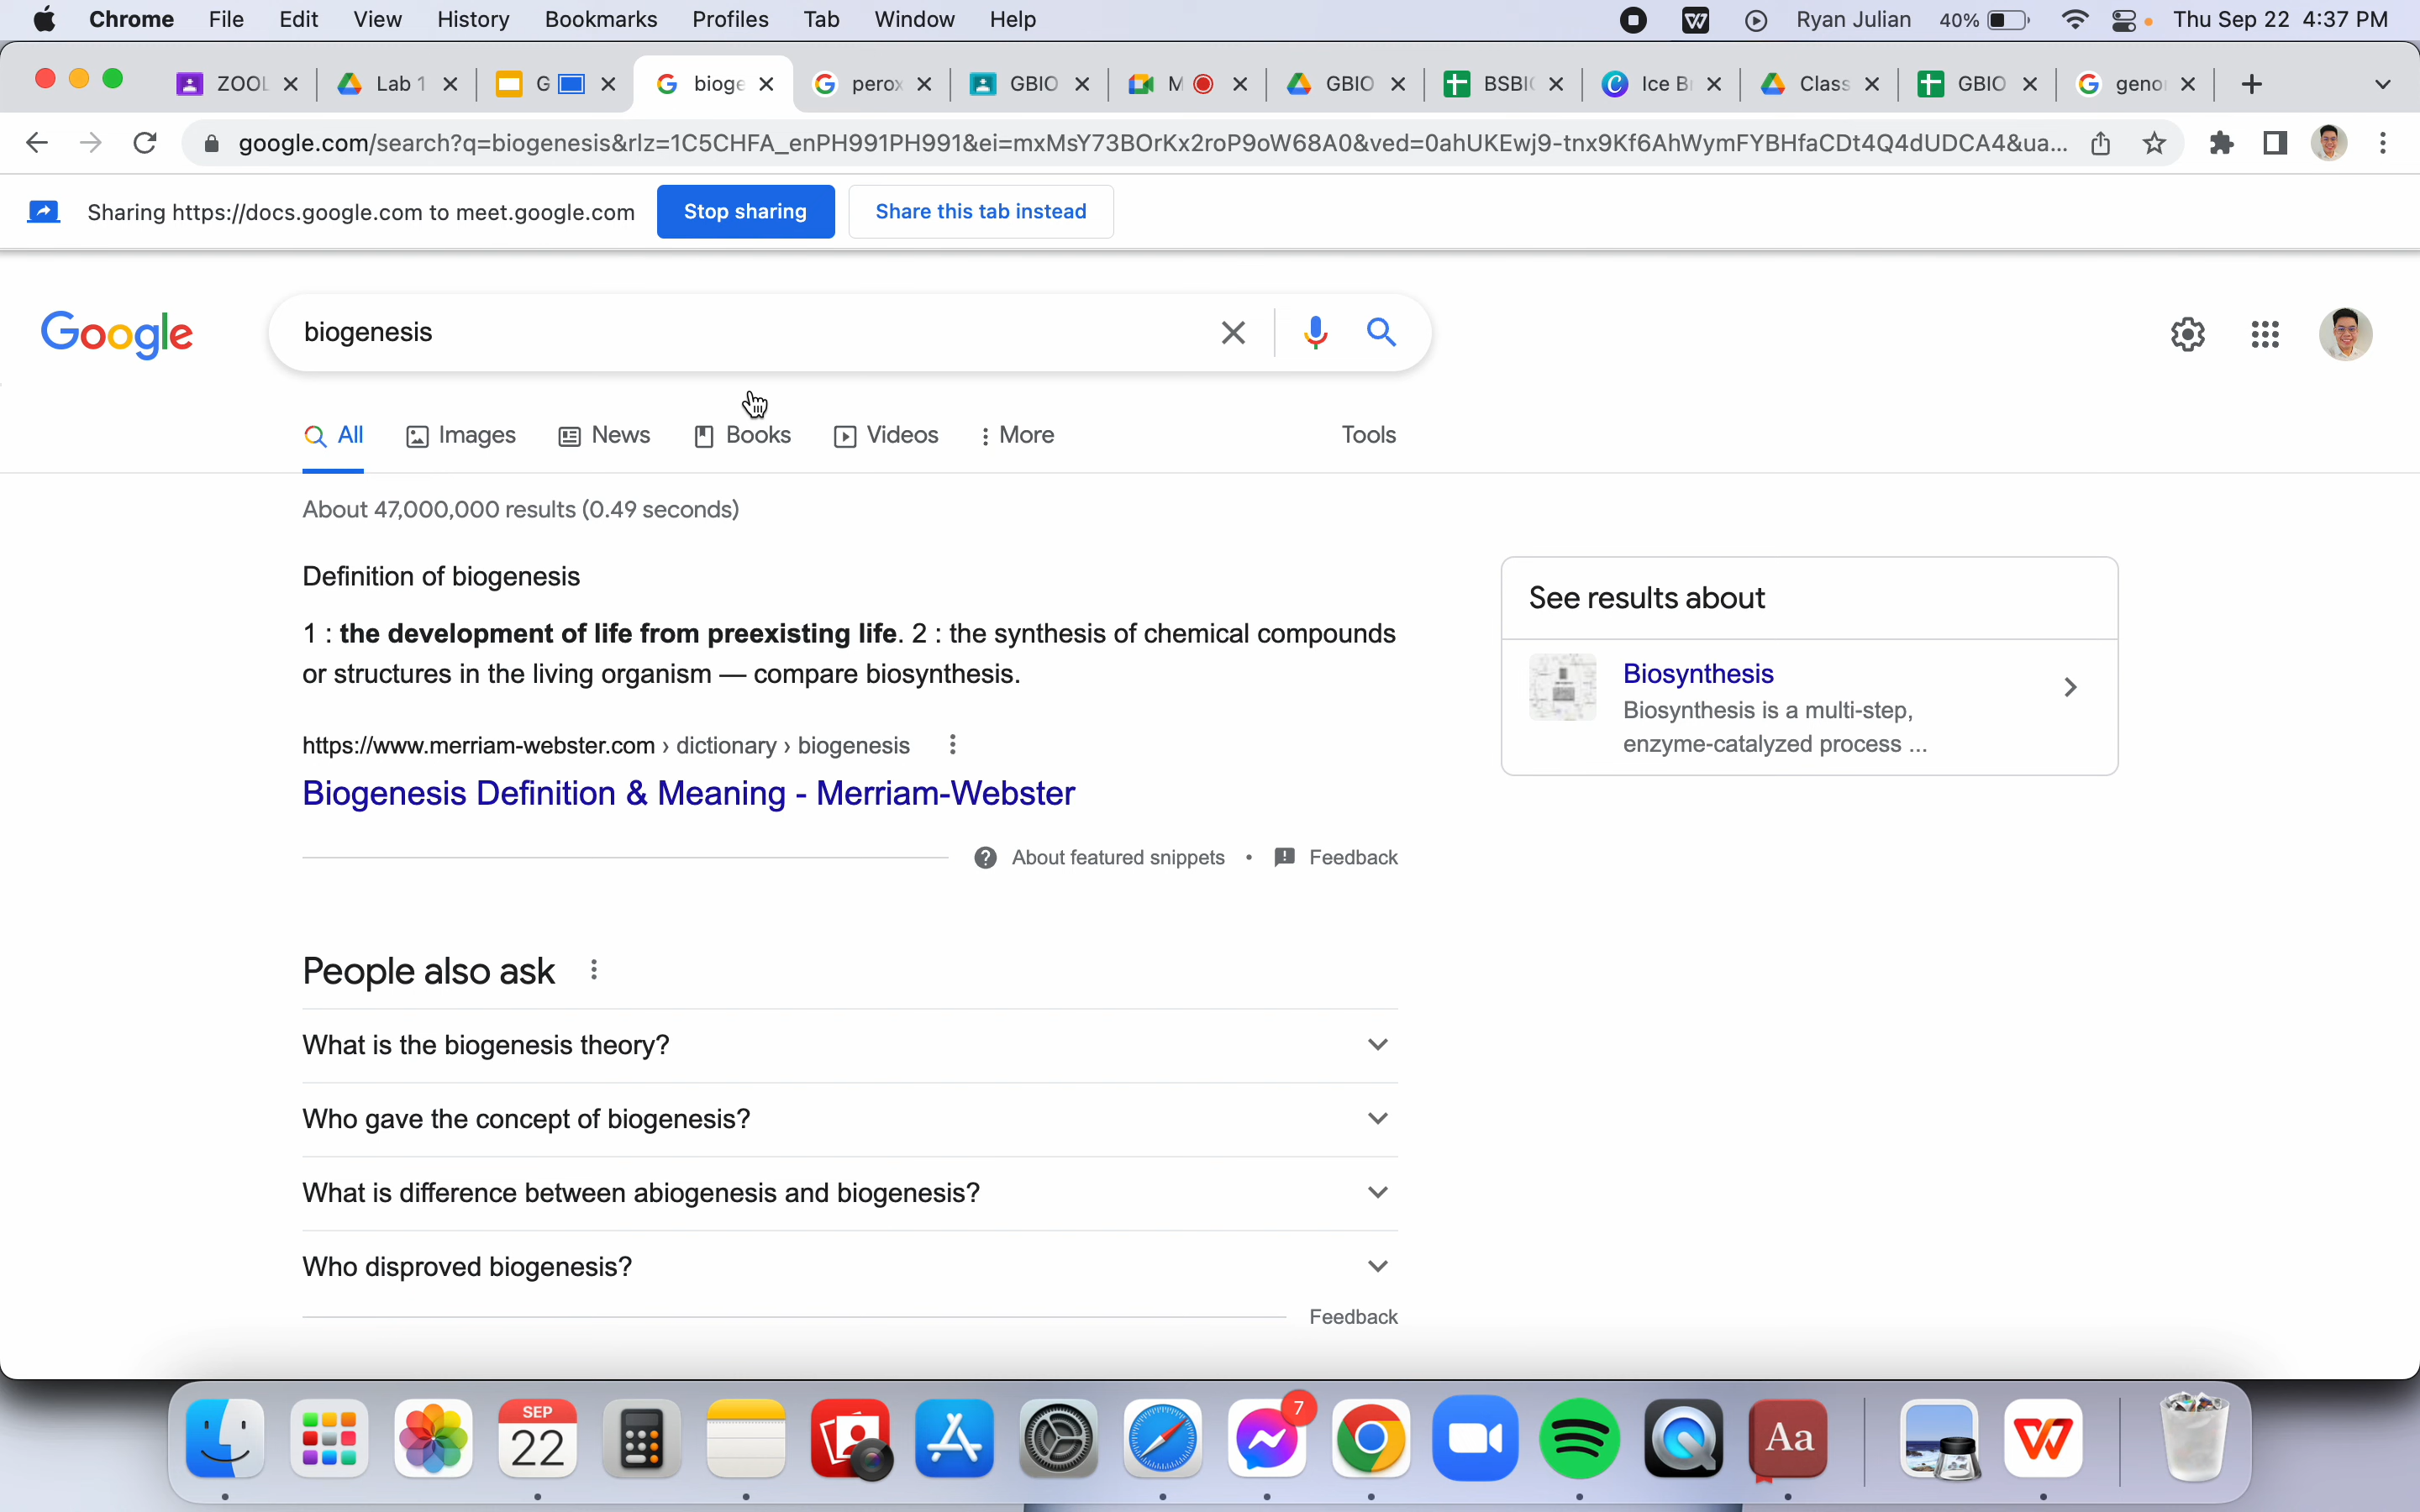 Chrome File Edit View History Bookmarks Profiles Tab Window Help Ryan Julian 40% Thu Sep 22 4:37 PM
ZOOL Lab 1 G bioge perox GBIO M GBIO BSBI Ice B Class GBIO geno
google.com/search?q=biogenesis&rlz=1C5CHFA_enPH991PH991&ei=mxMsY73BOrKx2roP9oW68A0&ved=0ahUKEwj9-tnx9Kf6AhWymFYBHfaCDt4Q4dUDCA4&ua...
Sharing https://docs.google.com to meet.google.com Stop sharing Share this tab instead
Google biogenesis
All Images News Books Videos More Tools
About 47,000,000 results (0.49 seconds)
Definition of biogenesis
1 : the development of life from preexisting life. 2 : the synthesis of chemical compounds
or structures in the living organism — compare biosynthesis.
https://www.merriam-webster.com › dictionary › biogenesis
Biogenesis Definition & Meaning - Merriam-Webster
About featured snippets • Feedback
See results about
Biosynthesis
Biosynthesis is a multi-step,
enzyme-catalyzed process ...
People also ask
What is the biogenesis theory?
Who gave the concept of biogenesis?
What is difference between abiogenesis and biogenesis?
Who disproved biogenesis?
Feedback
SEP
22
7
Aa